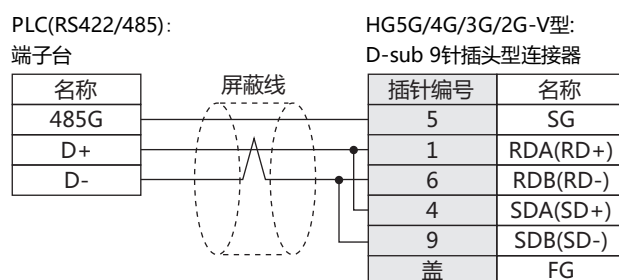 PLC(RS422/485):
端子台
HG5G/4G/3G/2G-V型:
D-sub 9针插头型连接器
名称
屏蔽线
插针编号
名称
485G
5
SG
D+
1
RDA(RD+)
D-
6
RDB(RD-)
4
SDA(SD+)
9
SDB(SD-)
盖
FG